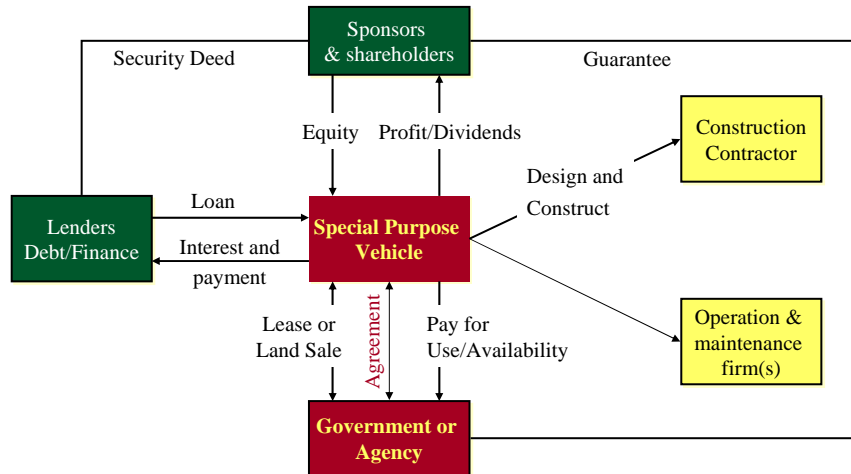 Sponsors
& shareholders
Security Deed
Guarantee
Equity
Profit/Dividends
Construction
Contractor
Design and
Construct
Lenders
Debt/Finance
Loan
Interest and
payment
Special Purpose
Vehicle
Lease or
Land Sale
Agreement
Pay for
Use/Availability
Operation &
maintenance
firm(s)
Government or
Agency